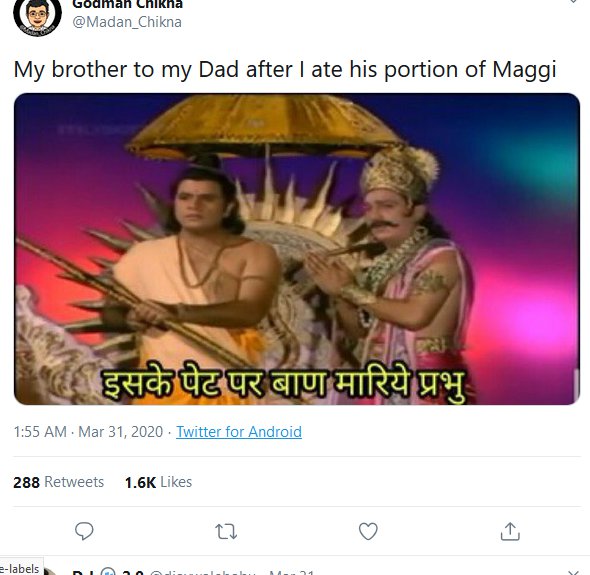 Godman Chikna
@Madan_Chikna
My brother to my Dad after I ate his portion of Maggi
इसके पेट पर बाण मारिये प्रभु
1:55 AM · Mar 31, 2020 · Twitter for Android
288 Retweets 1.6K Likes
e-labels